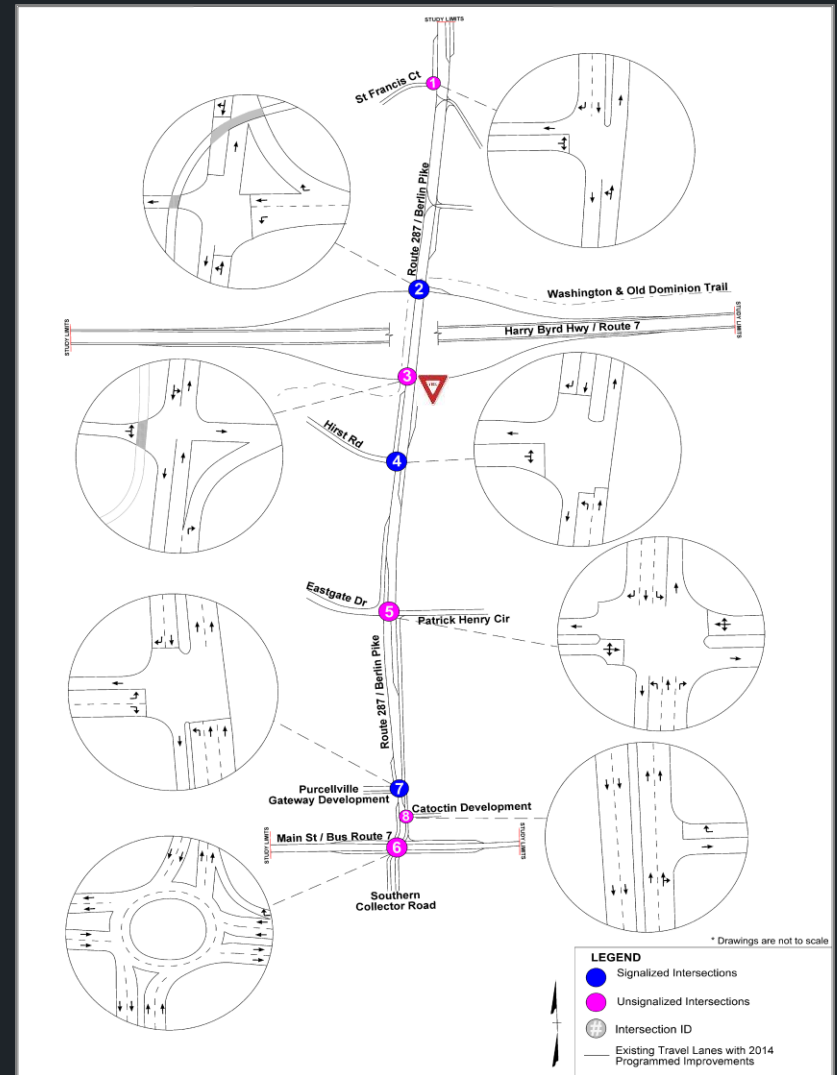 STUDY LIMITS
1
St Francis Ct
Route 287 / Berlin Pike
2
Washington & Old Dominion Trail
Harry Byrd Hwy / Route 7
STUDY LIMITS
STUDY LIMITS
3
Hirst Rd
4
Eastgate Dr
5
Patrick Henry Cir
Route 287 / Berlin Pike
7
Purcellville
Gateway Development
8
Catoctin Development
Main St / Bus Route 7
STUDY LIMITS
STUDY LIMITS
6
Southern
Collector Road
* Drawings are not to scale
LEGEND
Signalized Intersections
Unsignalized Intersections
# Intersection ID
Existing Travel Lanes with 2014
Programmed Improvements